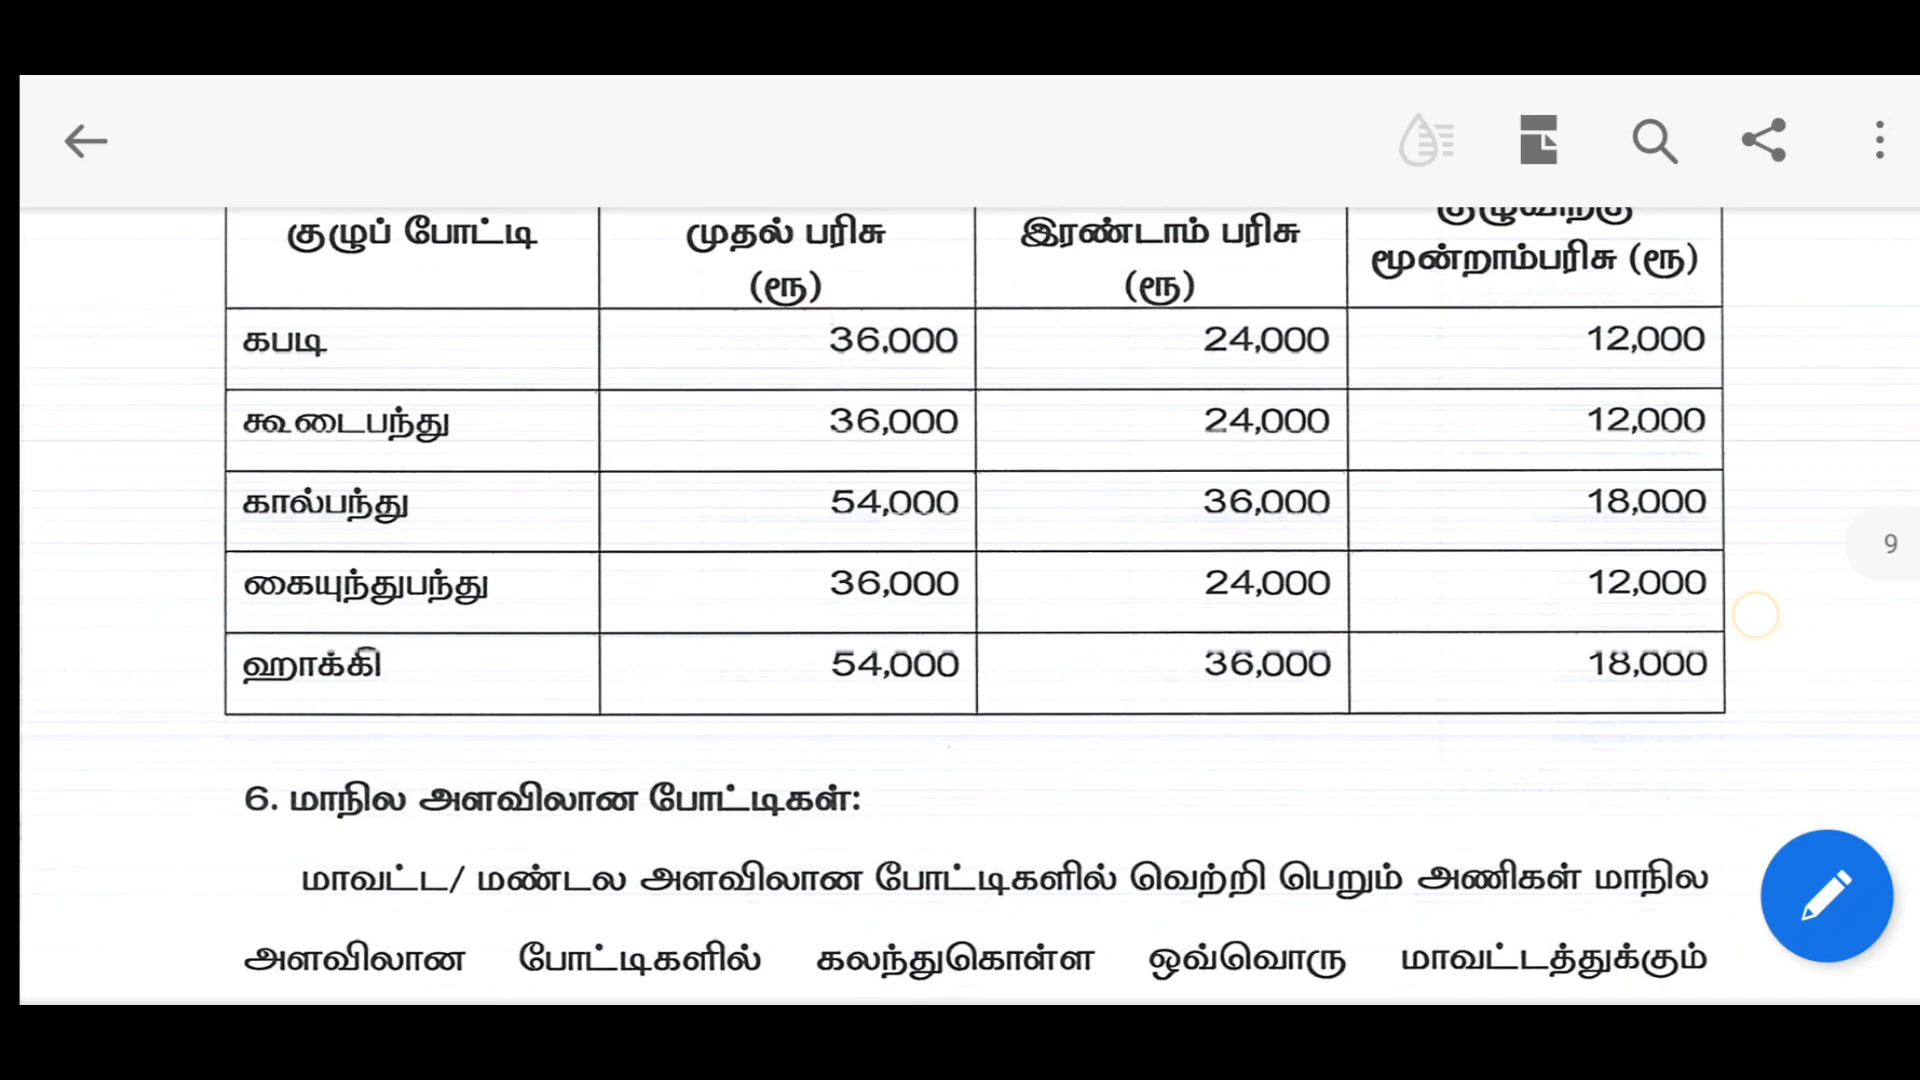 குழுப் போட்டி முதல் பரிசு (ரூ) இரண்டாம் பரிசு (ரூ) குழுவிற்கு மூன்றாம்பரிசு (ரூ)
கபடி 36,000 24,000 12,000
கூடைபந்து 36,000 24,000 12,000
கால்பந்து 54,000 36,000 18,000
கையுந்துபந்து 36,000 24,000 12,000
ஹாக்கி 54,000 36,000 18,000
9
6. மாநில அளவிலான போட்டிகள்:
மாவட்ட/ மண்டல அளவிலான போட்டிகளில் வெற்றி பெறும் அணிகள் மாநில
அளவிலான போட்டிகளில் கலந்துகொள்ள ஒவ்வொரு மாவட்டத்துக்கும்